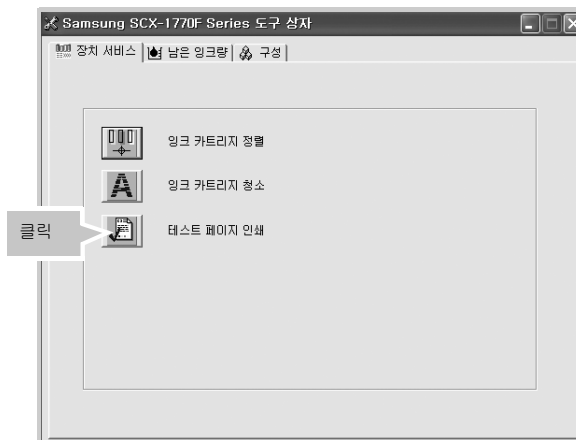 Samsung SCX-1770F Series 도구 상자
장치 서비스 남은 잉크량 구성
잉크 카트리지 정렬
잉크 카트리지 청소
클릭
테스트 페이지 인쇄